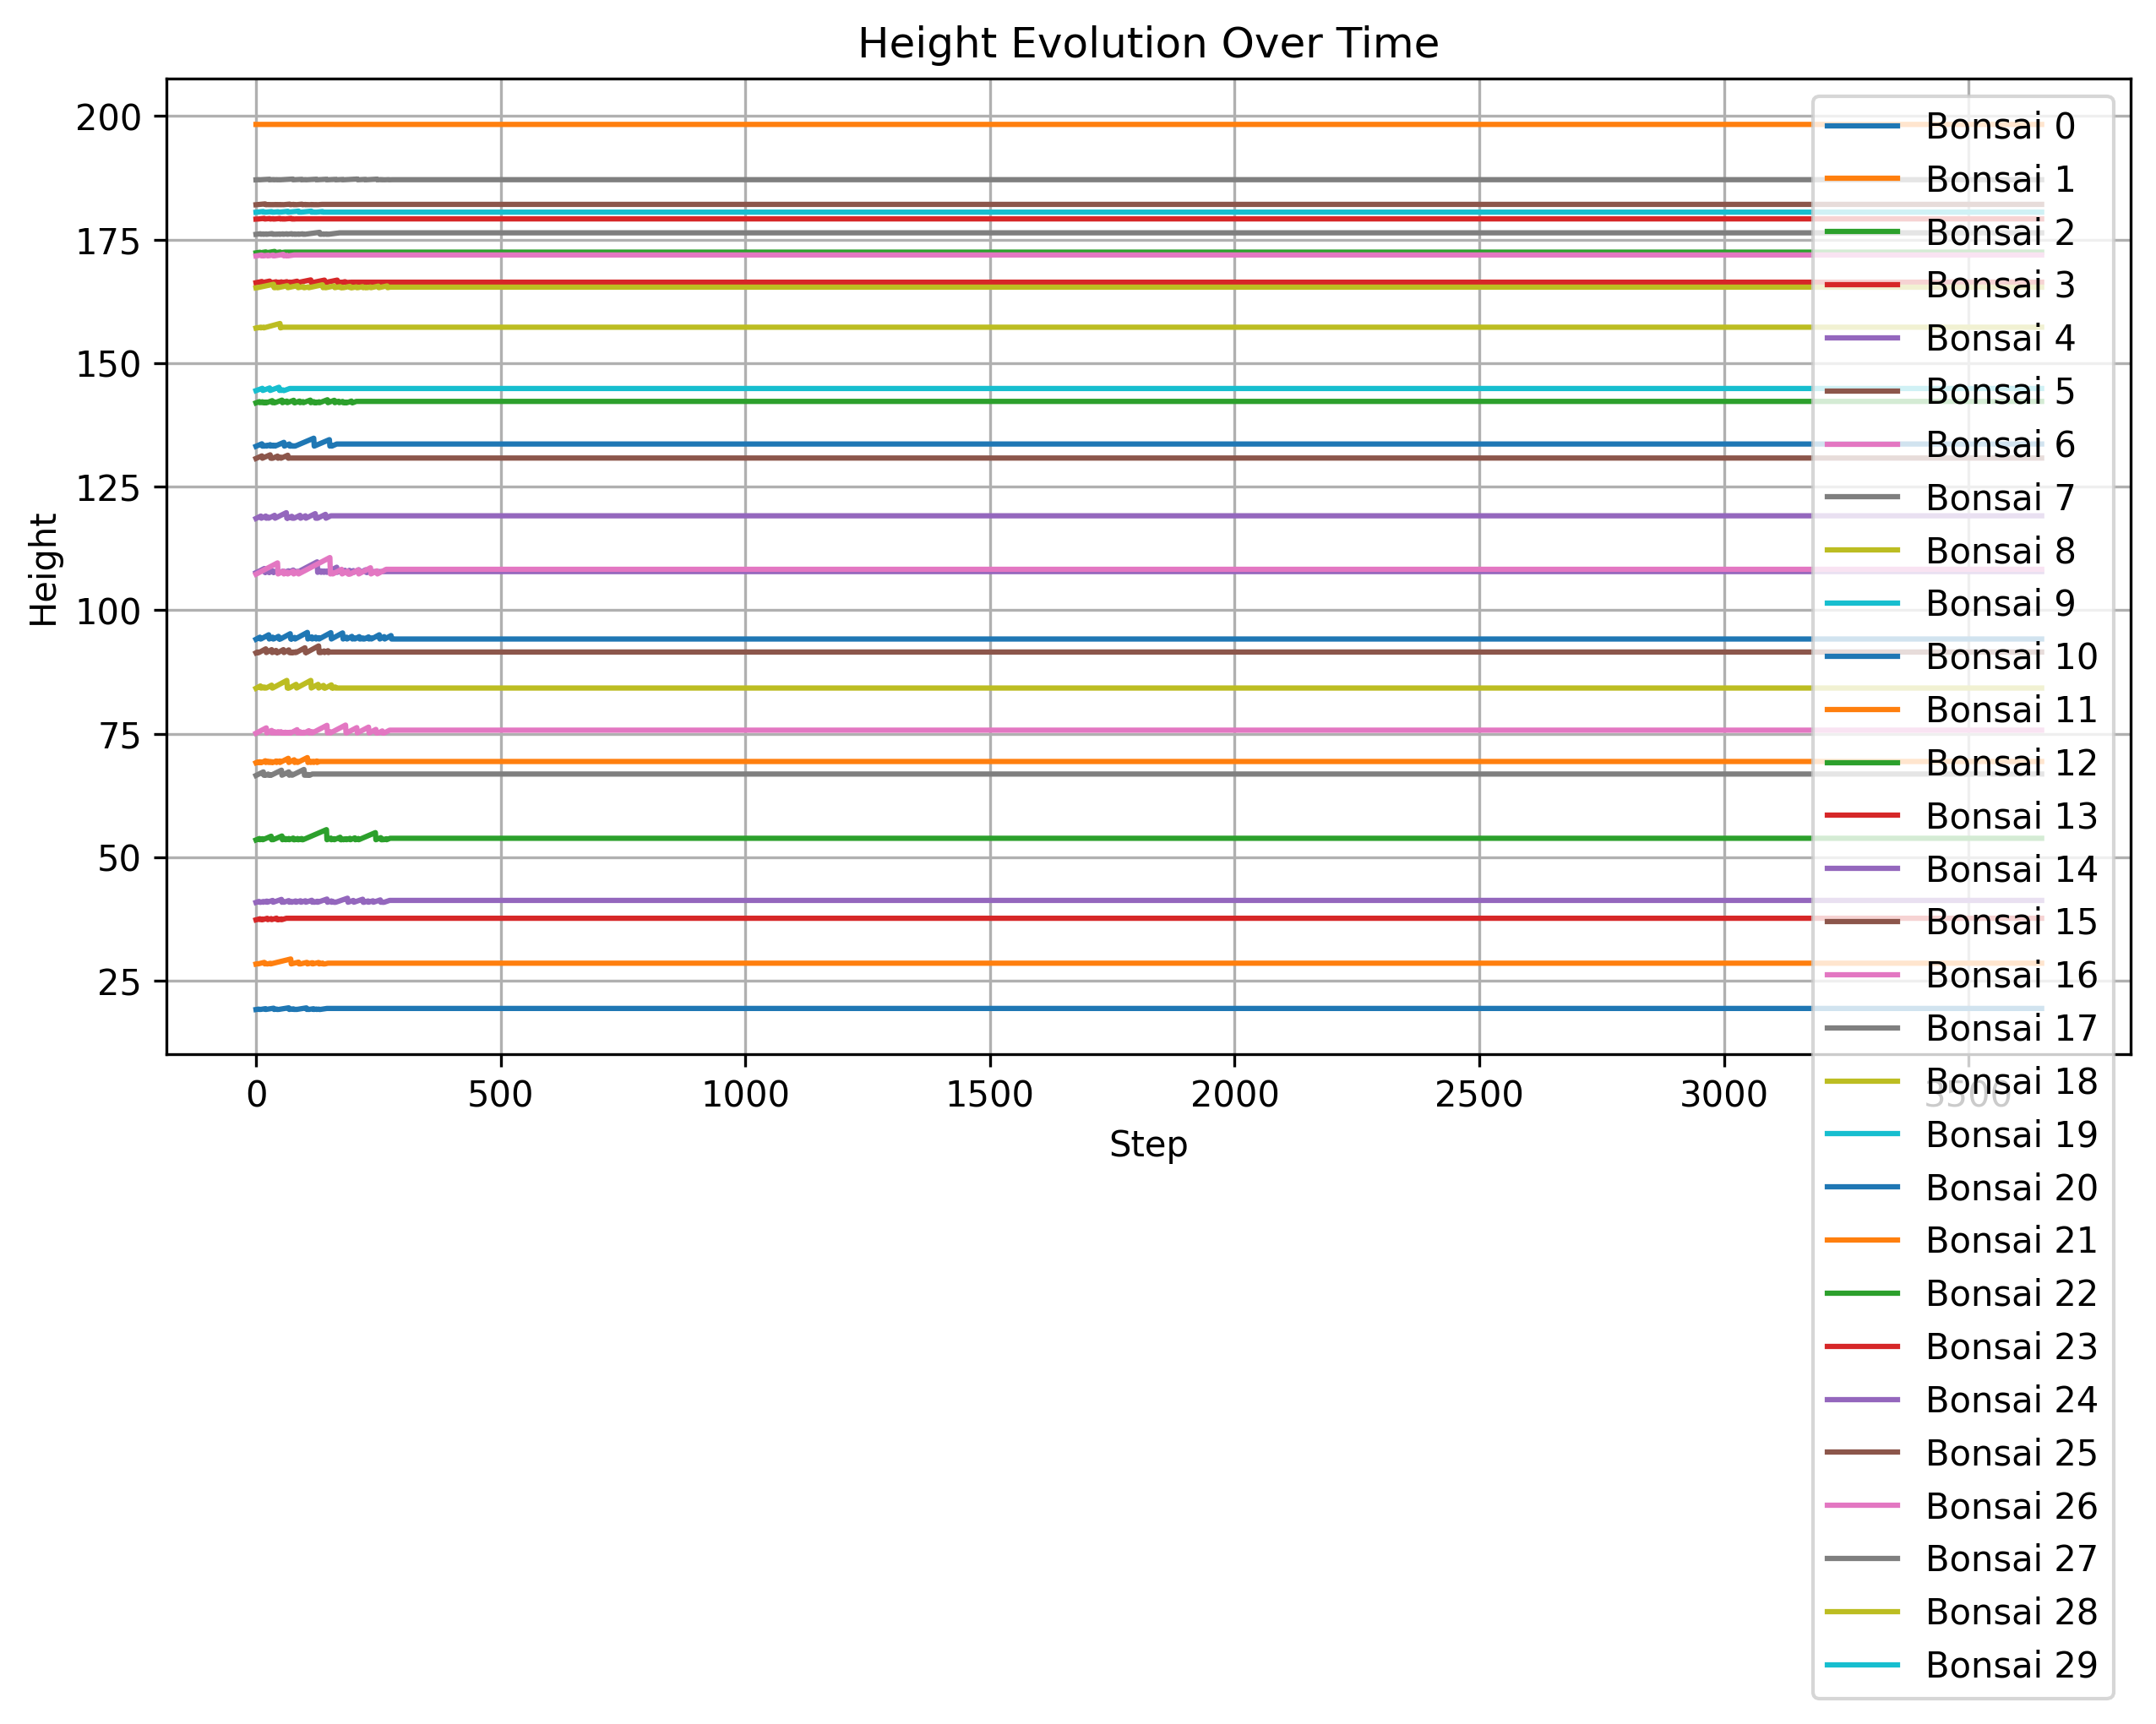 Height Evolution Over Time
200
175
150
125
100
75
50
25
Height
0
500
1000
1500
2000
2500
3000
3500
Step
Bonsai 0
Bonsai 1
Bonsai 2
Bonsai 3
Bonsai 4
Bonsai 5
Bonsai 6
Bonsai 7
Bonsai 8
Bonsai 9
Bonsai 10
Bonsai 11
Bonsai 12
Bonsai 13
Bonsai 14
Bonsai 15
Bonsai 16
Bonsai 17
Bonsai 18
Bonsai 19
Bonsai 20
Bonsai 21
Bonsai 22
Bonsai 23
Bonsai 24
Bonsai 25
Bonsai 26
Bonsai 27
Bonsai 28
Bonsai 29